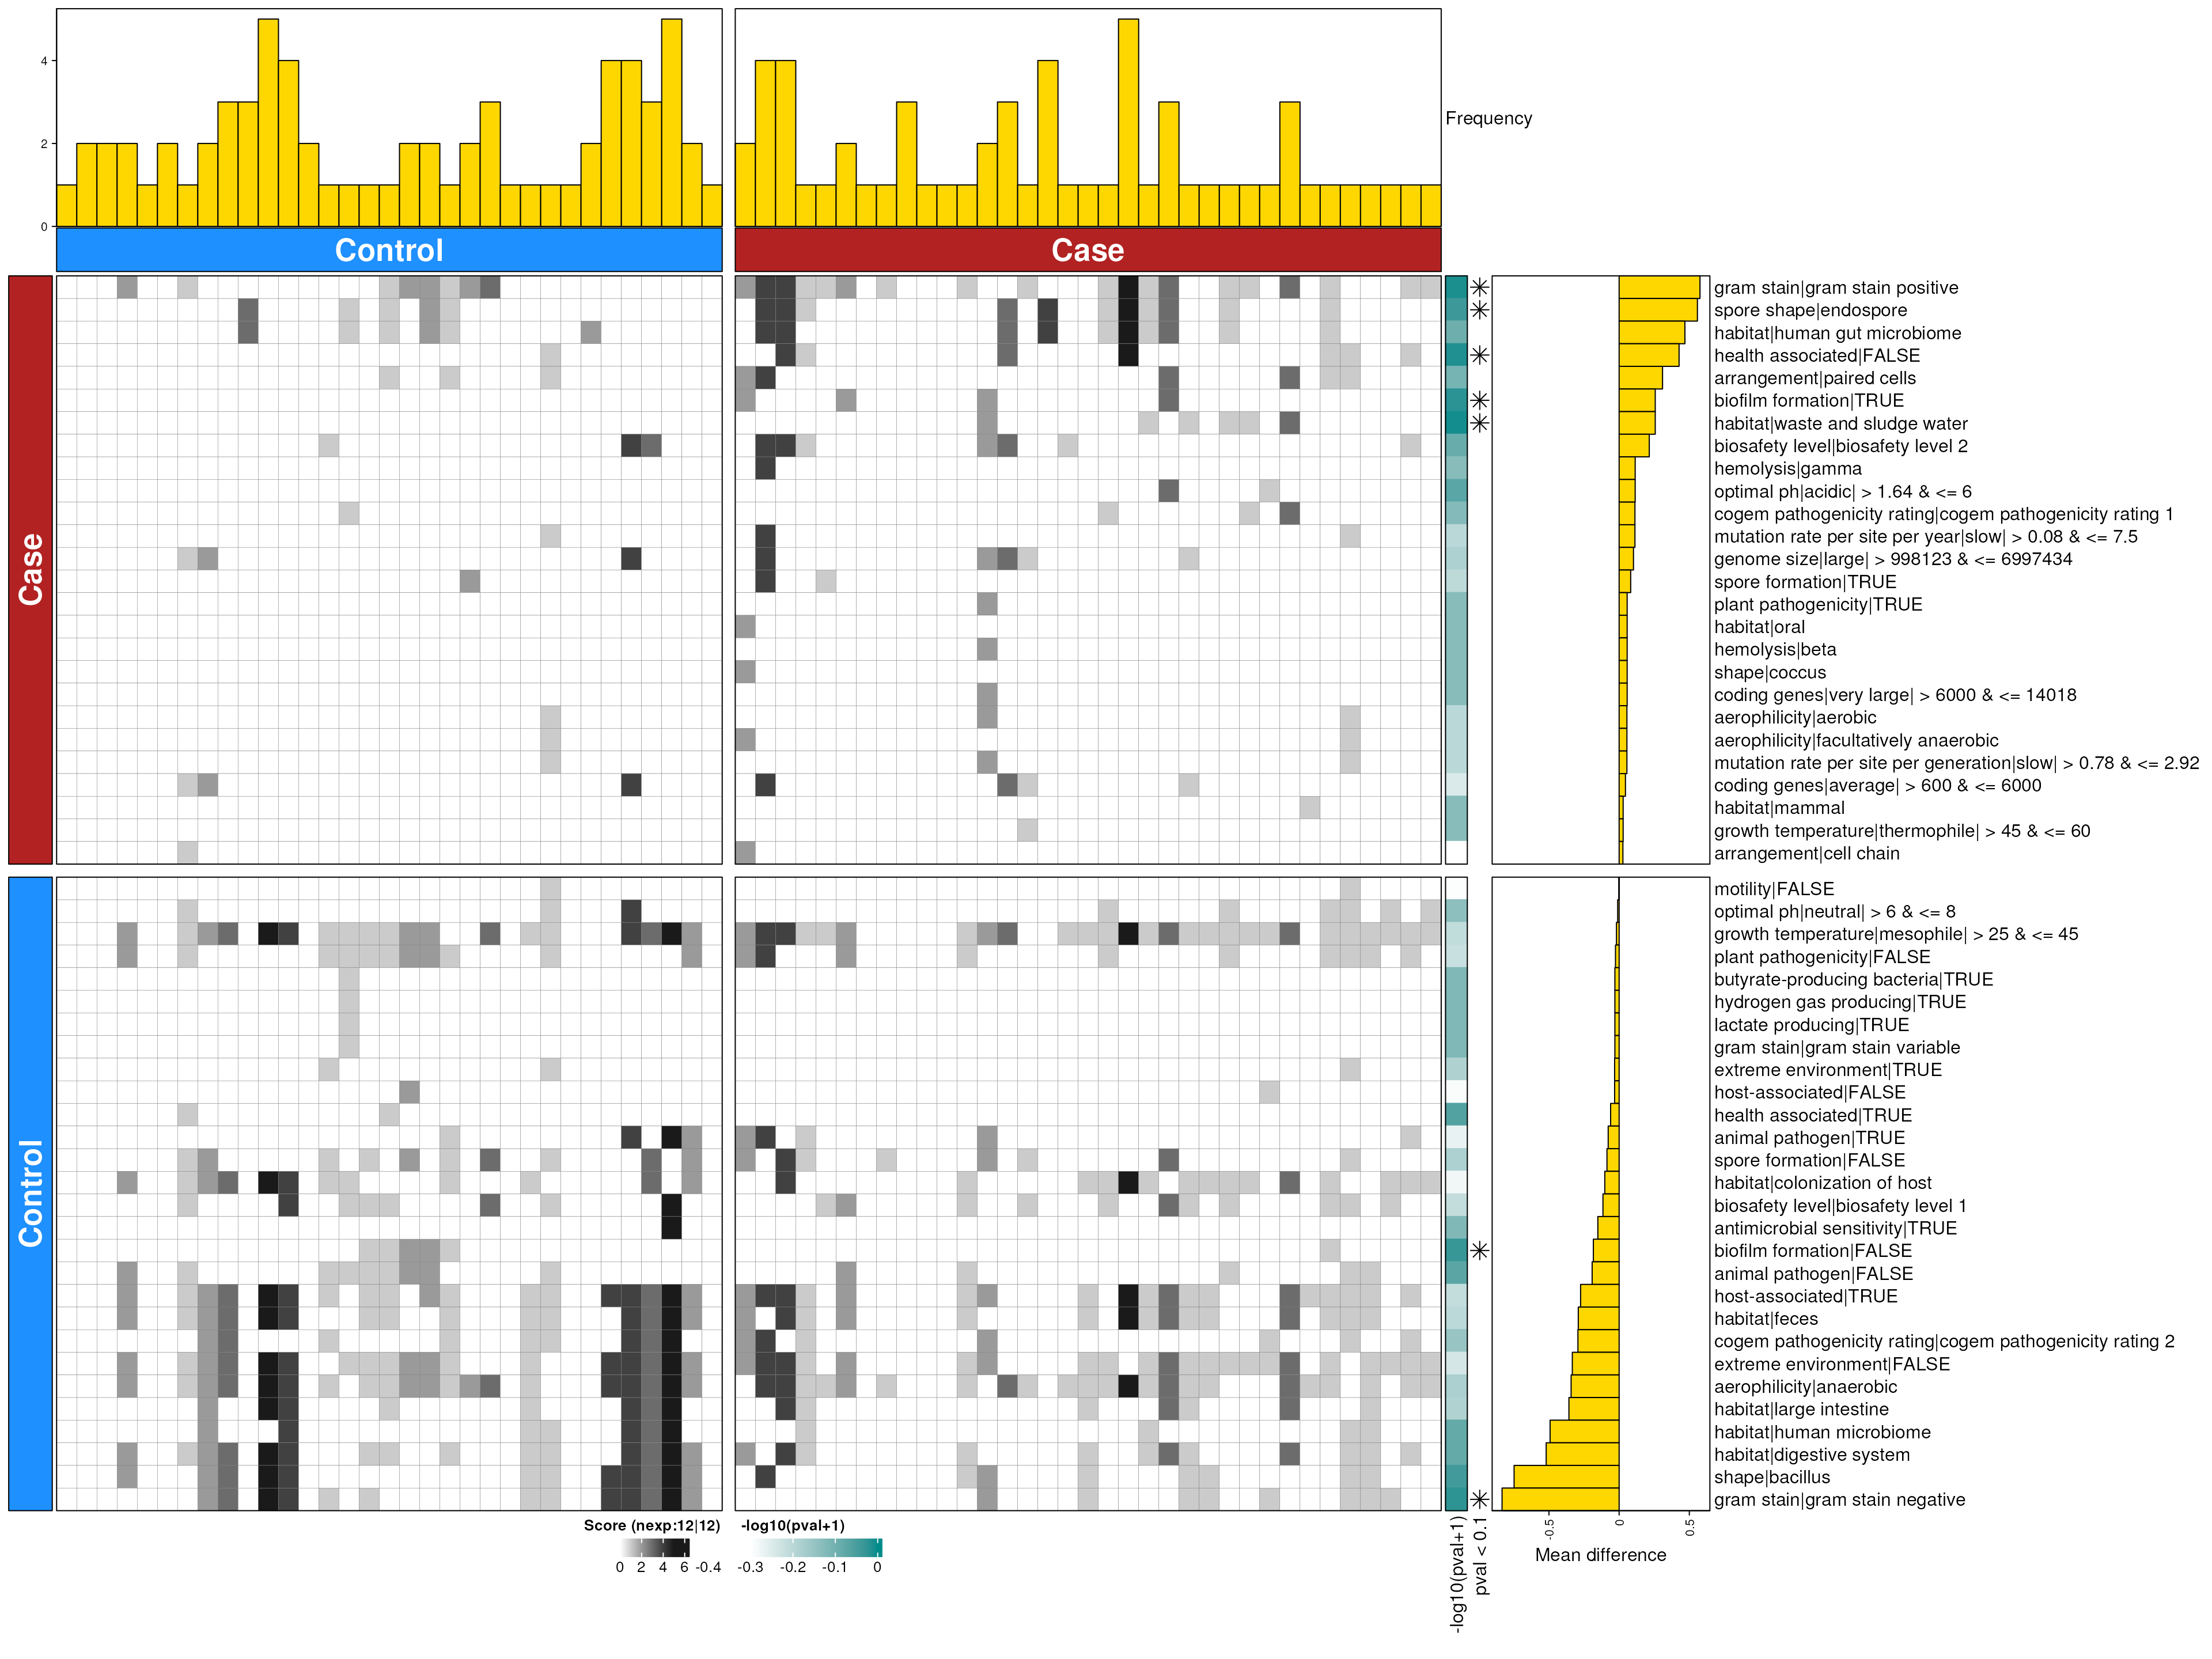 4
2
0
Frequency
Control
Case
Case
gram stain|gram stain positive
spore shape|endospore
habitat|human gut microbiome
health associated|FALSE
arrangement|paired cells
biofilm formation|TRUE
habitat|waste and sludge water
biosafety level|biosafety level 2
hemolysis|gamma
optimal ph|acidic| > 1.64 & <= 6
cogem pathogenicity rating|cogem pathogenicity rating 1
mutation rate per site per year|slow| > 0.08 & <= 7.5
genome size|large| > 998123 & <= 6997434
spore formation|TRUE
plant pathogenicity|TRUE
habitat|oral
hemolysis|beta
shape|coccus
coding genes|very large| > 6000 & <= 14018
aerophilicity|aerobic
aerophilicity|facultatively anaerobic
mutation rate per site per generation|slow| > 0.78 & <= 2.92
coding genes|average| > 600 & <= 6000
habitat|mammal
growth temperature|thermophile| > 45 & <= 60
arrangement|cell chain
Control
motility|FALSE
optimal ph|neutral| > 6 & <= 8
growth temperature|mesophile| > 25 & <= 45
plant pathogenicity|FALSE
butyrate-producing bacteria|TRUE
hydrogen gas producing|TRUE
lactate producing|TRUE
gram stain|gram stain variable
extreme environment|TRUE
host-associated|FALSE
health associated|TRUE
animal pathogen|TRUE
spore formation|FALSE
habitat|colonization of host
biosafety level|biosafety level 1
antimicrobial sensitivity|TRUE
biofilm formation|FALSE
animal pathogen|FALSE
host-associated|TRUE
habitat|feces
cogem pathogenicity rating|cogem pathogenicity rating 2
extreme environment|FALSE
aerophilicity|anaerobic
habitat|large intestine
habitat|human microbiome
habitat|digestive system
shape|bacillus
gram stain|gram stain negative
-log10(pval+1)
pval < 0.1
-0.5 0 0.5
Mean difference
Score (nexp:12|12)
0 2 4 6 -0.4
-log10(pval+1)
-0.3 -0.2 -0.1 0